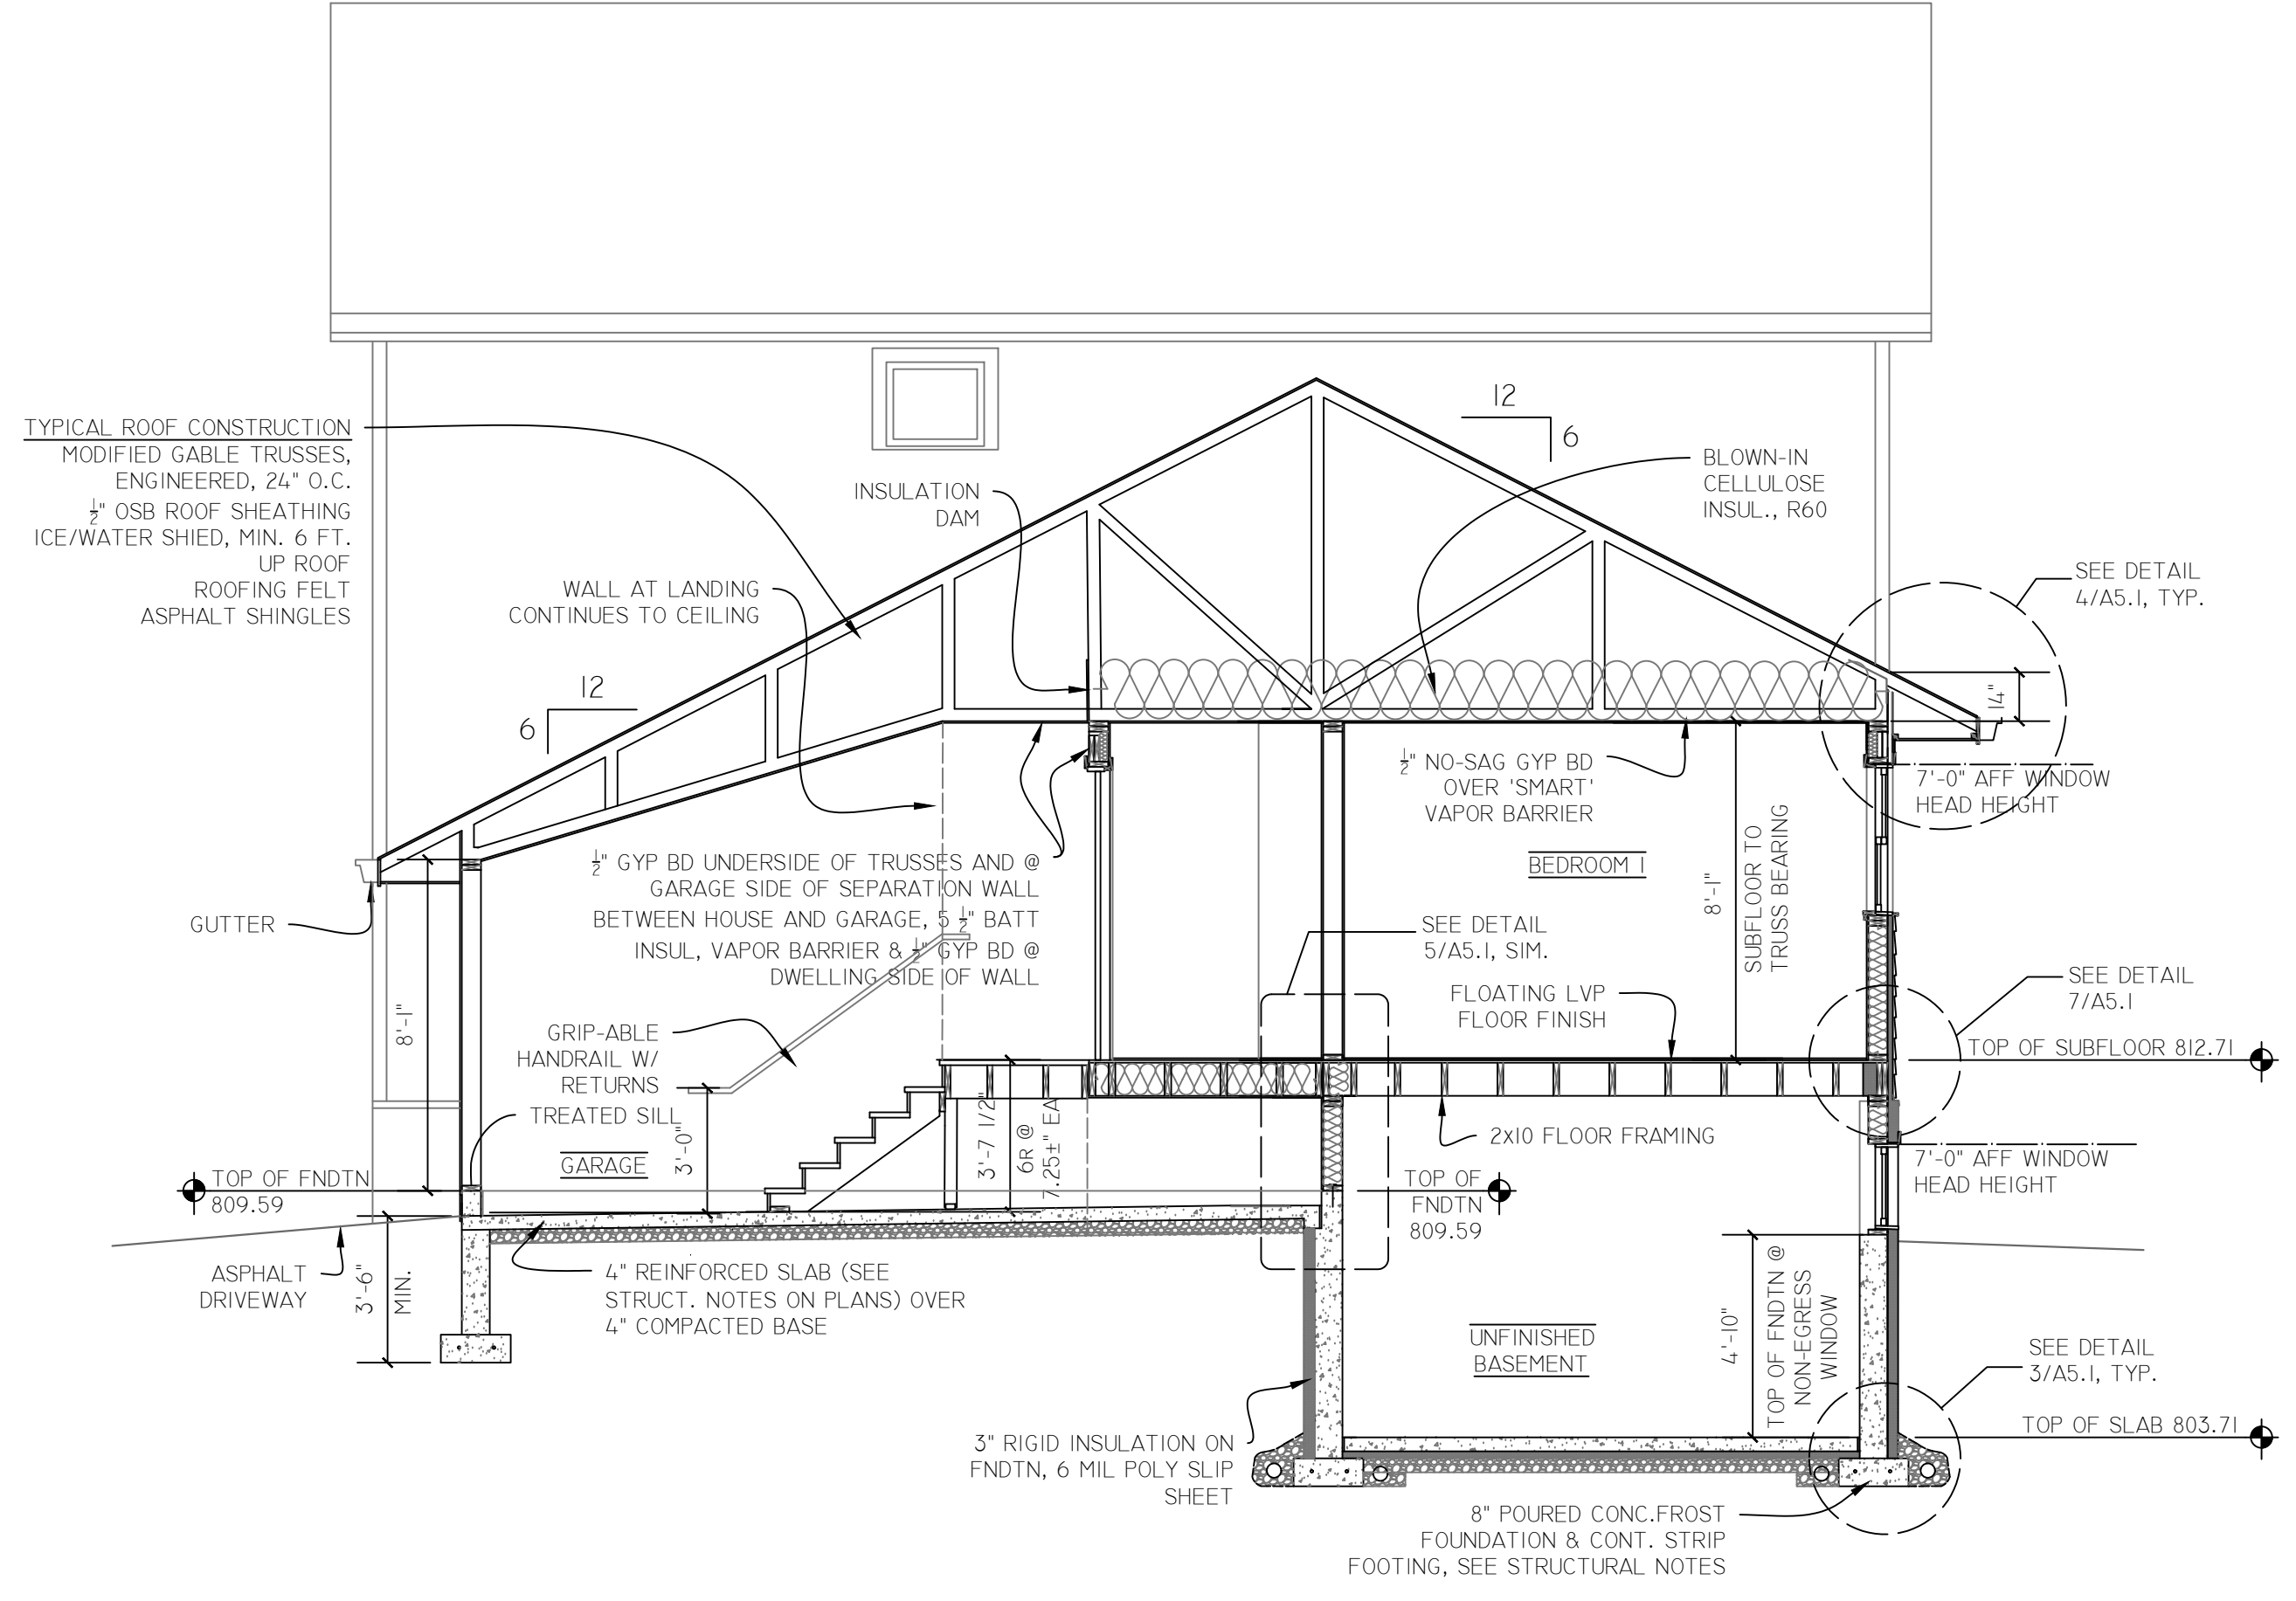 TYPICAL ROOF CONSTRUCTION
MODIFIED GABLE TRUSSES,
ENGINEERED, 24" O.C.
½" OSB ROOF SHEATHING
ICE/WATER SHIED, MIN. 6 FT.
UP ROOF
ROOFING FELT
ASPHALT SHINGLES
12
6
INSULATION
DAM
BLOWN-IN
CELLULOSE
INSUL., R60
WALL AT LANDING
CONTINUES TO CEILING
SEE DETAIL
4/A5.1, TYP.
12
6
14"
½" NO-SAG GYP BD
OVER 'SMART'
VAPOR BARRIER
7'-0" AFF WINDOW
HEAD HEIGHT
½" GYP BD UNDERSIDE OF TRUSSES AND @
GARAGE SIDE OF SEPARATION WALL
BETWEEN HOUSE AND GARAGE, 5 ½" BATT
INSUL, VAPOR BARRIER & ½" GYP BD @
DWELLING SIDE OF WALL
BEDROOM 1
8'-1"
SUBFLOOR TO
TRUSS BEARING
GUTTER
SEE DETAIL
5/A5.1, SIM.
SEE DETAIL
7/A5.1
FLOATING LVP
FLOOR FINISH
8'-1"
GRIP-ABLE
HANDRAIL W/
RETURNS
TREATED SILL
TOP OF SUBFLOOR 812.71
3'-0"
3'-7 1/2"
6R @
7.25±" EA
2x10 FLOOR FRAMING
GARAGE
7'-0" AFF WINDOW
HEAD HEIGHT
TOP OF FNDTN
809.59
TOP OF
FNDTN
809.59
ASPHALT
DRIVEWAY
3'-6"
MIN.
4" REINFORCED SLAB (SEE
STRUCT. NOTES ON PLANS) OVER
4" COMPACTED BASE
UNFINISHED
BASEMENT
4'-10"
TOP OF FNDTN @
NON-EGRESS
WINDOW
SEE DETAIL
3/A5.1, TYP.
3" RIGID INSULATION ON
FNDTN, 6 MIL POLY SLIP
SHEET
TOP OF SLAB 803.71
8" POURED CONC.FROST
FOUNDATION & CONT. STRIP
FOOTING, SEE STRUCTURAL NOTES